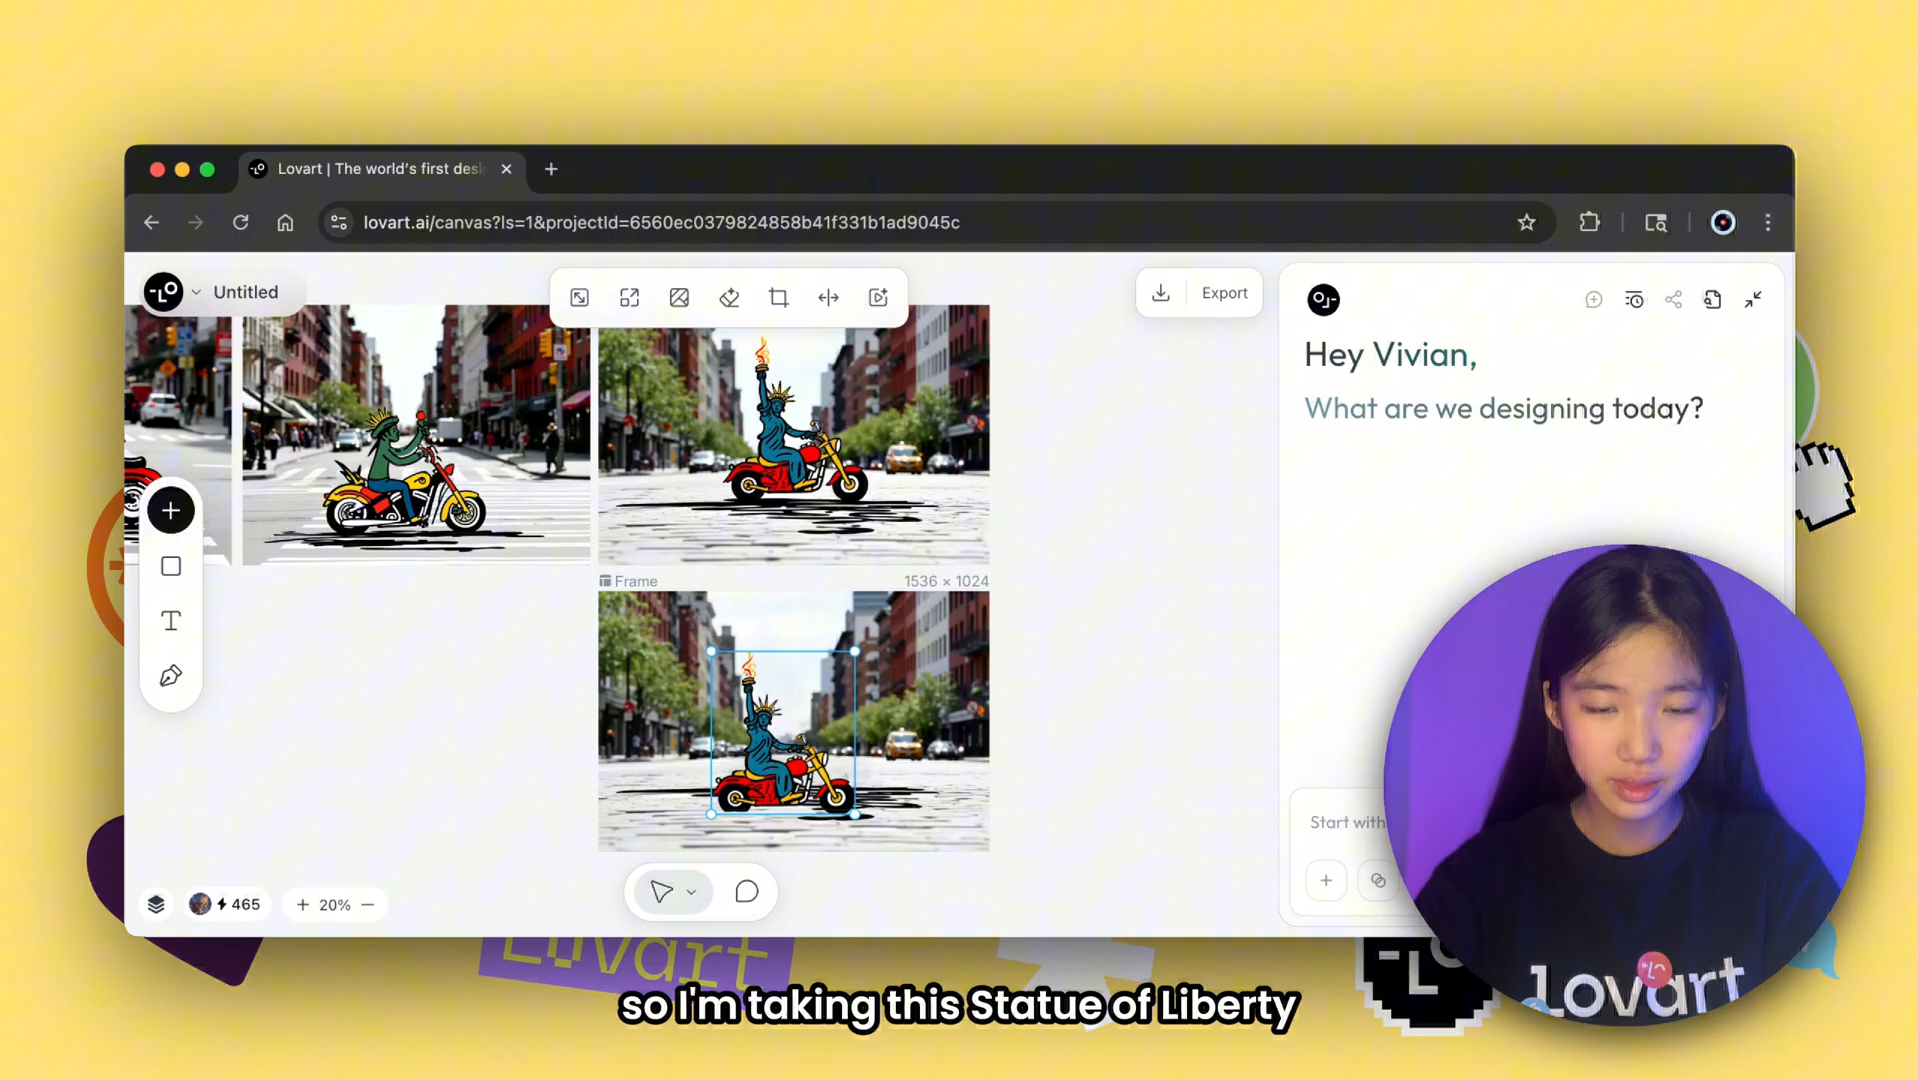 Lovart | The world's first desi
lovart.ai/canvas?ls=1&projectId=6560ec0379824858b41f331b1ad9045c
Untitled
Export
Hey Vivian,
What are we designing today?
Frame
1536 × 1024
Start with
465
20%
Lovart
so I'm taking this Statue of Liberty
lovart